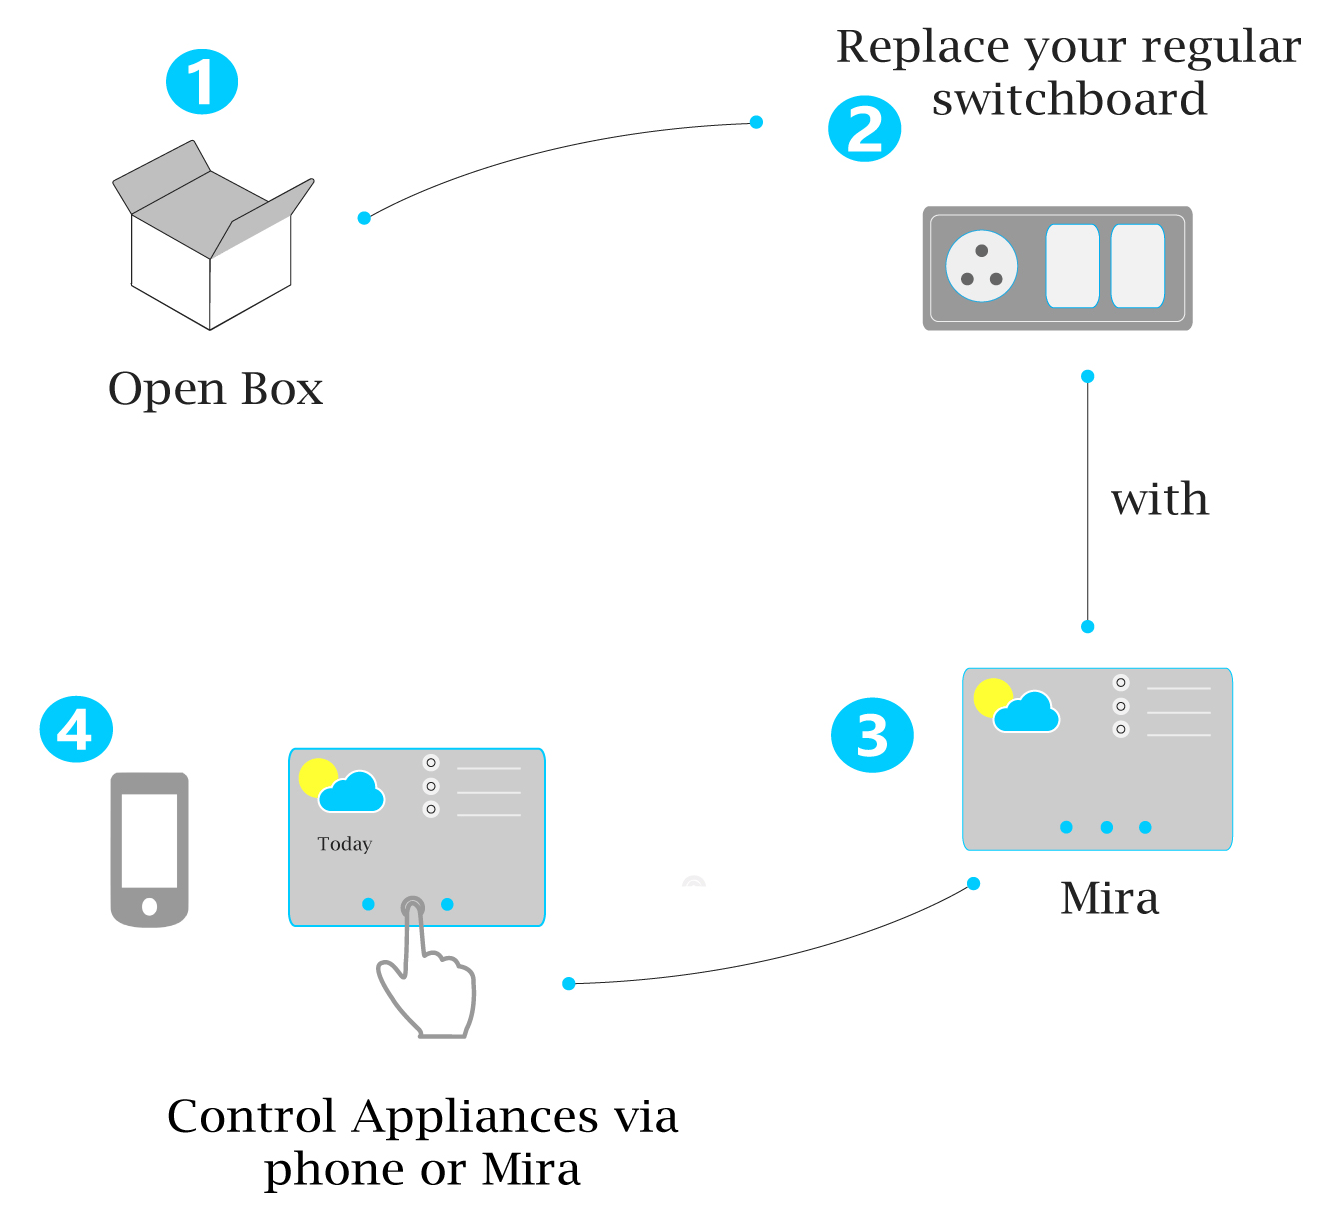 1
Open Box
Replace your regular
switchboard
2
with
3
Mira
4
Today
Control Appliances via
phone or Mira